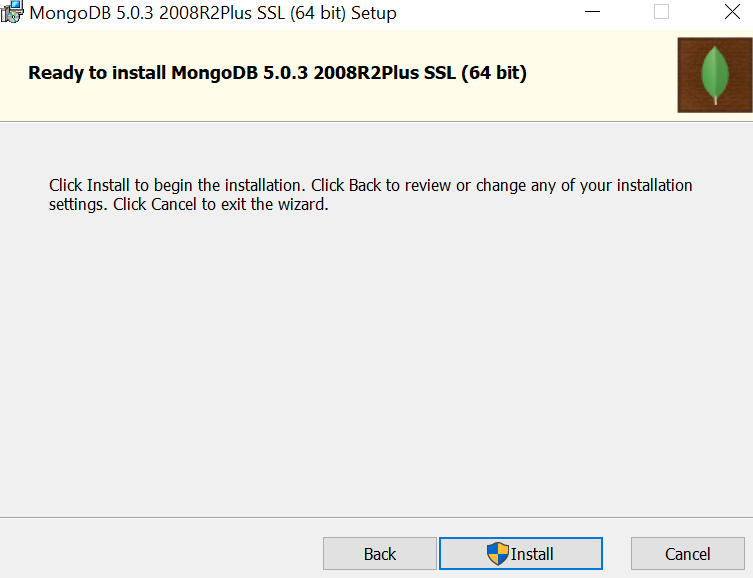 MongoDB 5.0.3 2008R2Plus SSL (64 bit) Setup
Ready to install MongoDB 5.0.3 2008R2Plus SSL (64 bit)
Click Install to begin the installation. Click Back to review or change any of your installation
settings. Click Cancel to exit the wizard.
Back Install Cancel